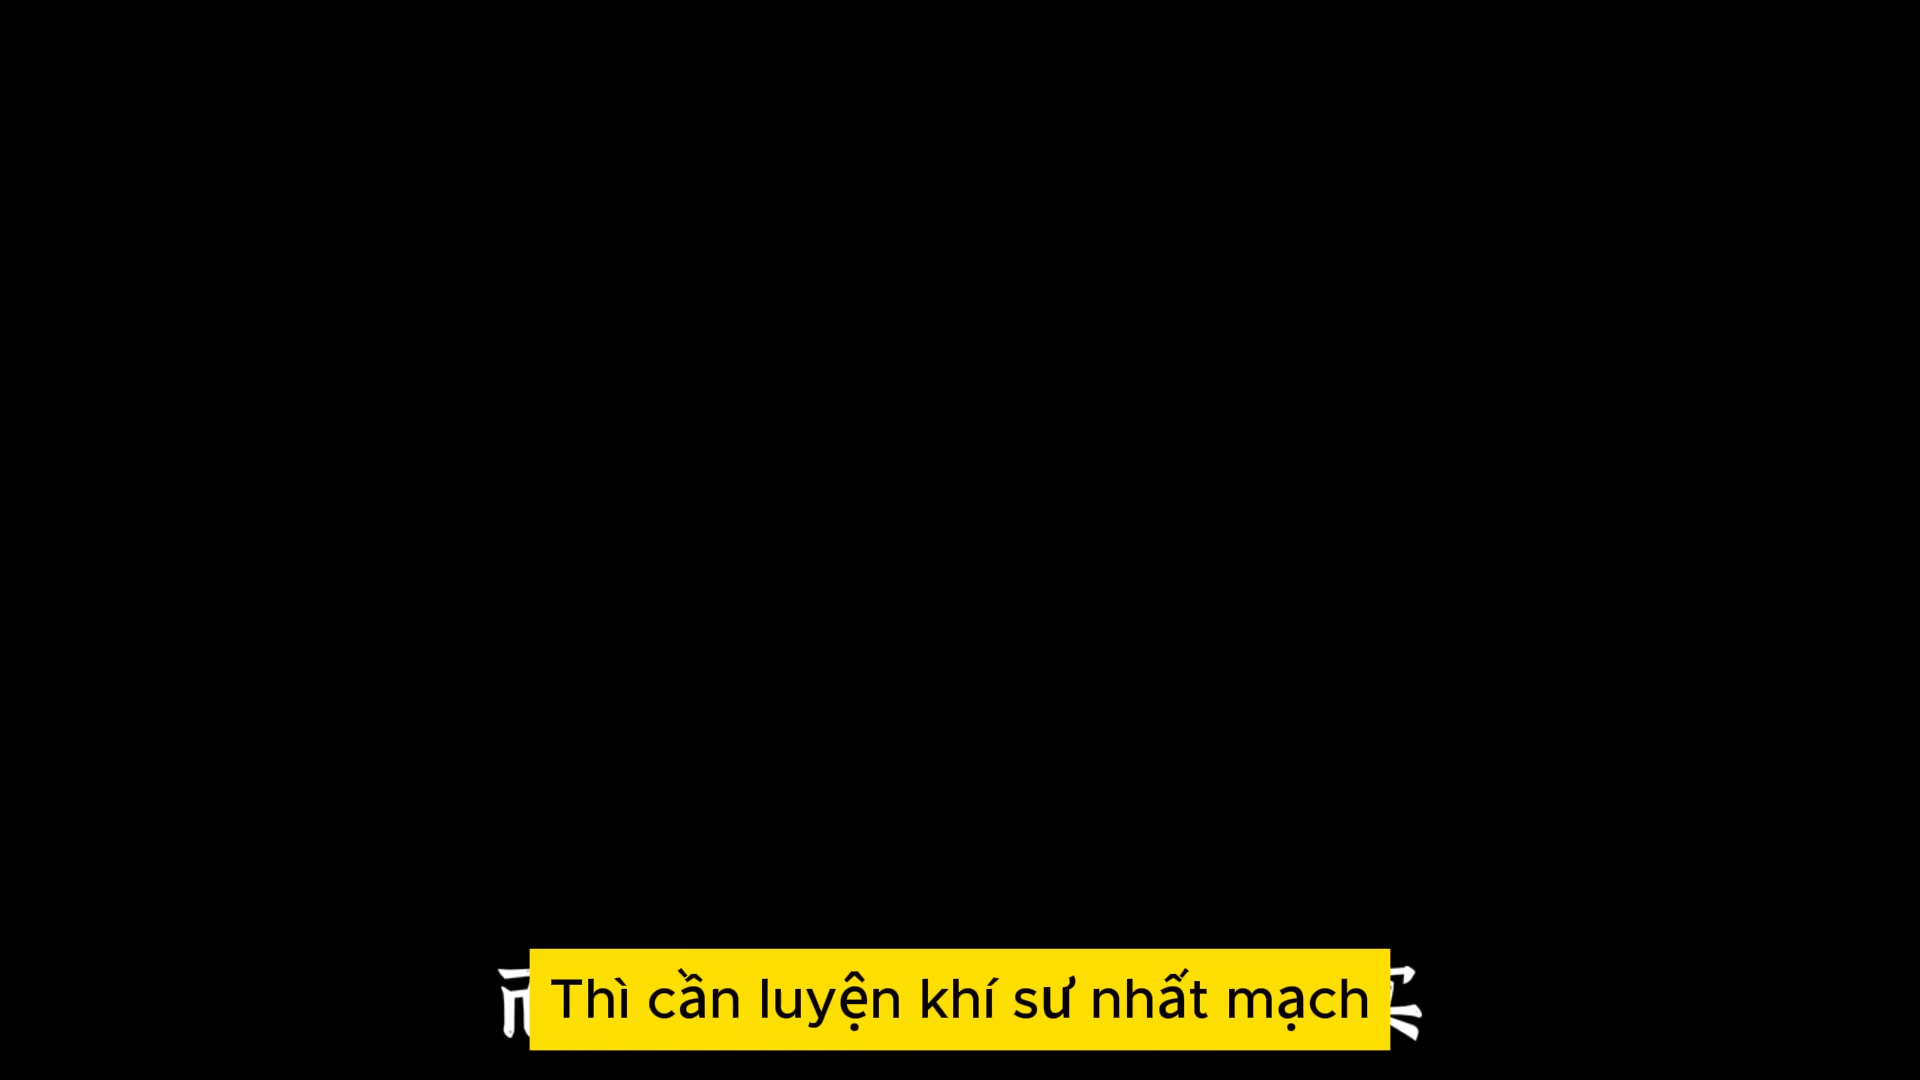 Thì cần luyện khí sư nhất mạch